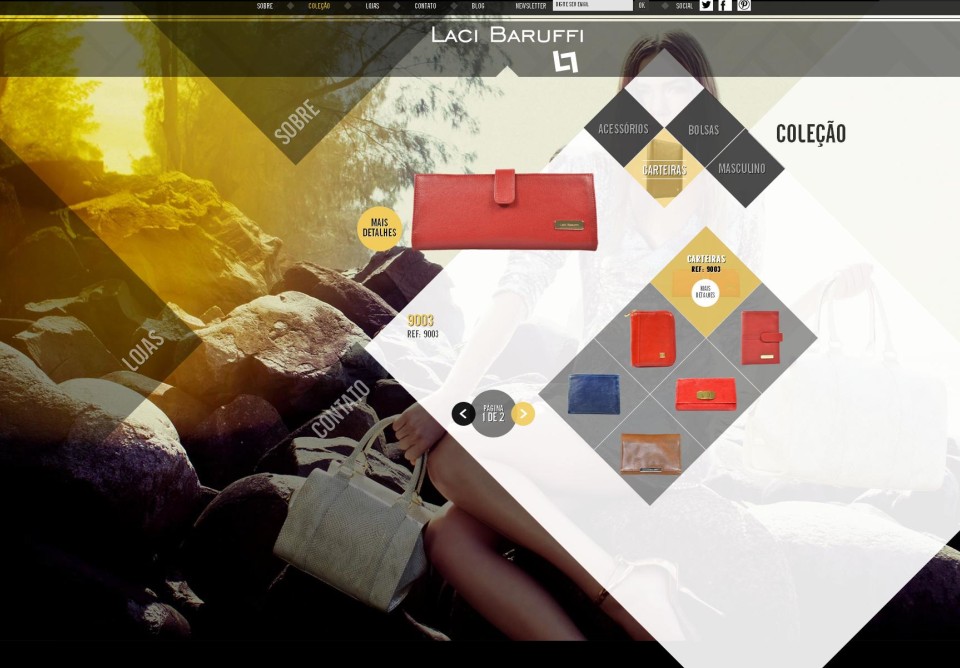 SOBRE
COLEÇÃO
LOJAS
CONTATO
BLOG
NEWSLETTER
DIGITE SEU EMAIL
OK
SOCIAL
LACI BARUFFI
SOBRE
ACESSÓRIOS
BOLSAS
COLEÇÃO
CARTEIRAS
MASCULINO
MAIS
DETALHES
CARTEIRAS
REF: 9003
MAIS
DETALHES
9003
REF: 9003
LOJAS
CONTATO
PÁGINA
1 DE 2